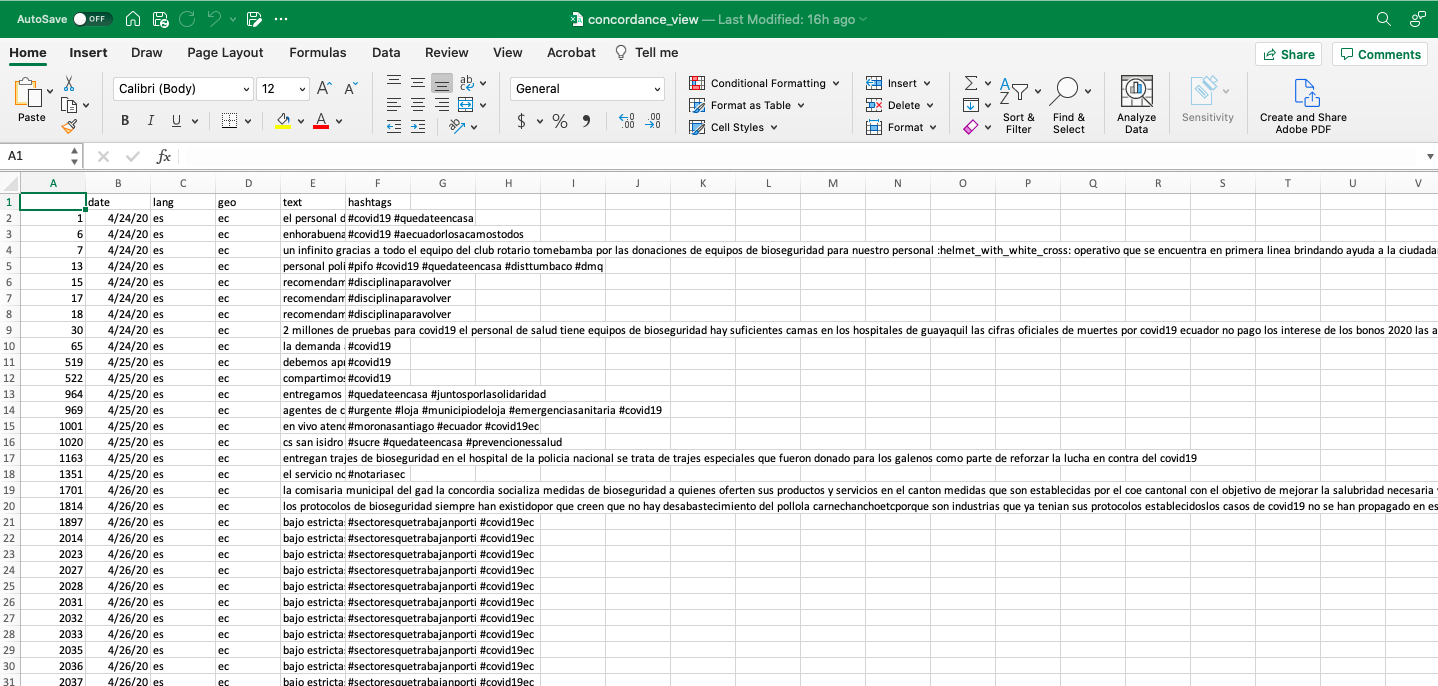 AutoSave OFF concordance_view — Last Modified: 16h ago
Home Insert Draw Page Layout Formulas Data Review View Acrobat Tell me Share Comments
Calibri (Body) 12 A^ A˅ ab General Conditional Formatting Insert
Paste Format as Table Delete Sort & Filter Find & Select Analyze Data Sensitivity Create and Share Adobe PDF
B I U A $ % 9 Cell Styles Format
A1 fx
A B C D E F G H I J K L M N O P Q R S T U V
1 date lang geo text hashtags
2 1 4/24/20 es ec el personal d #covid19 #quedateencasa
3 6 4/24/20 es ec enhorabuena #covid19 #aecuadorlosacamostodos
4 7 4/24/20 es ec un infinito gracias a todo el equipo del club rotario tomebamba por las donaciones de equipos de bioseguridad para nuestro personal :helmet_with_white_cross: operativo que se encuentra en primera linea brindando ayuda a la ciudada
5 13 4/24/20 es ec personal poli #pifo #covid19 #quedateencasa #disttumbaco #dmq
6 15 4/24/20 es ec recomendam #disciplinaparavolver
7 17 4/24/20 es ec recomendam #disciplinaparavolver
8 18 4/24/20 es ec recomendam #disciplinaparavolver
9 30 4/24/20 es ec 2 millones de pruebas para covid19 el personal de salud tiene equipos de bioseguridad hay suficientes camas en los hospitales de guayaquil las cifras oficiales de muertes por covid19 ecuador no pago los interese de los bonos 2020 las a
10 65 4/24/20 es ec la demanda #covid19
11 519 4/25/20 es ec debemos apr #covid19
12 522 4/25/20 es ec compartimos #covid19
13 964 4/25/20 es ec entregamos #quedateencasa #juntosporlasolidaridad
14 969 4/25/20 es ec agentes de c #urgente #loja #municipiodeloja #emergenciasanitaria #covid19
15 1001 4/25/20 es ec en vivo atenc #moronasantiago #ecuador #covid19ec
16 1020 4/25/20 es ec cs san isidro #sucre #quedateencasa #prevencionessalud
17 1163 4/25/20 es ec entregan trajes de bioseguridad en el hospital de la policia nacional se trata de trajes especiales que fueron donado para los galenos como parte de reforzar la lucha en contra del covid19
18 1351 4/25/20 es ec el servicio no #notariasec
19 1701 4/26/20 es ec la comisaria municipal del gad la concordia socializa medidas de bioseguridad a quienes oferten sus productos y servicios en el canton medidas que son establecidas por el coe cantonal con el objetivo de mejorar la salubridad necesaria
20 1814 4/26/20 es ec los protocolos de bioseguridad siempre han existidopor que creen que no hay desabastecimiento del pollola carnechanchoetcporque son industrias que ya tenian sus protocolos establecidoslos casos de covid19 no se han propagado en es
21 1897 4/26/20 es ec bajo estricta #sectoresquetrabajanporti #covid19ec
22 2014 4/26/20 es ec bajo estricta #sectoresquetrabajanporti #covid19ec
23 2023 4/26/20 es ec bajo estricta #sectoresquetrabajanporti #covid19ec
24 2027 4/26/20 es ec bajo estricta #sectoresquetrabajanporti #covid19ec
25 2028 4/26/20 es ec bajo estricta #sectoresquetrabajanporti #covid19ec
26 2031 4/26/20 es ec bajo estricta #sectoresquetrabajanporti #covid19ec
27 2032 4/26/20 es ec bajo estricta #sectoresquetrabajanporti #covid19ec
28 2033 4/26/20 es ec bajo estricta #sectoresquetrabajanporti #covid19ec
29 2035 4/26/20 es ec bajo estricta #sectoresquetrabajanporti #covid19ec
30 2036 4/26/20 es ec bajo estricta #sectoresquetrabajanporti #covid19ec
31 2037 4/26/20 es ec bajo estricta #sectoresquetrabajanporti #covid19ec